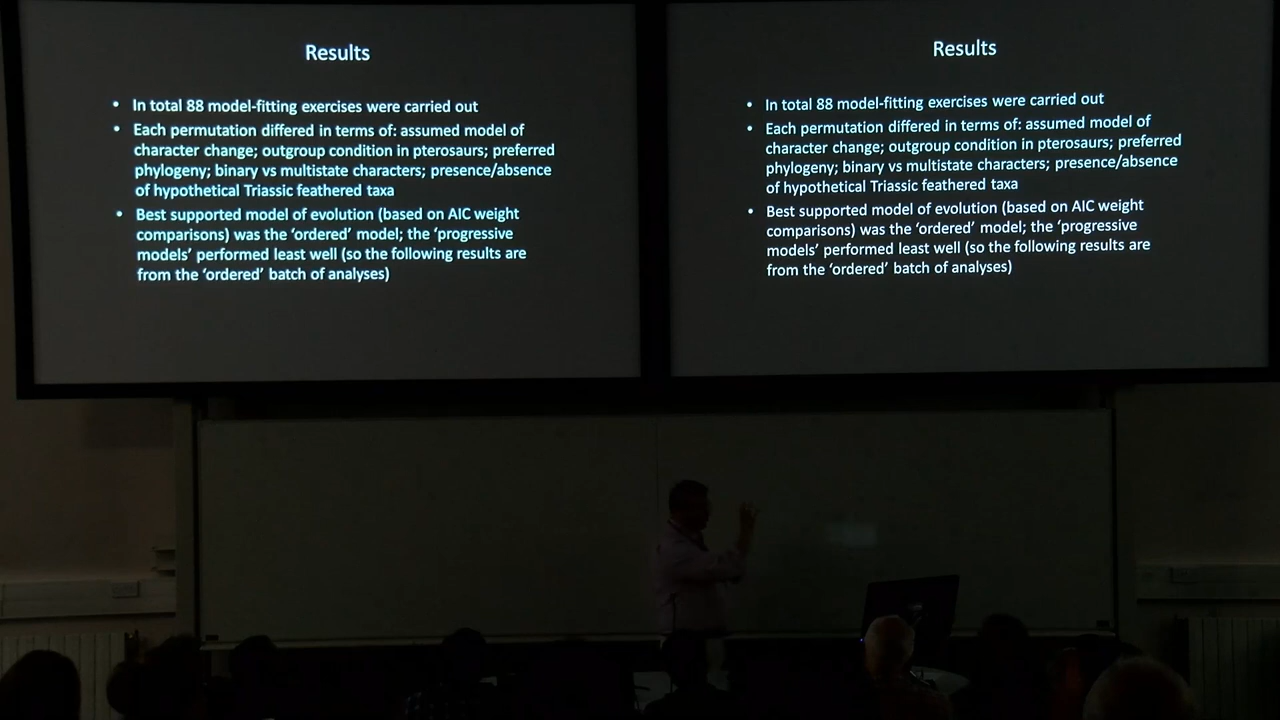 Results
• In total 88 model-fitting exercises were carried out
• Each permutation differed in terms of: assumed model of
character change; outgroup condition in pterosaurs; preferred
phylogeny; binary vs multistate characters; presence/absence
of hypothetical Triassic feathered taxa
• Best supported model of evolution (based on AIC weight
comparisons) was the ‘ordered’ model; the ‘progressive
models’ performed least well (so the following results are
from the ‘ordered’ batch of analyses)
Results
• In total 88 model-fitting exercises were carried out
• Each permutation differed in terms of: assumed model of
character change; outgroup condition in pterosaurs; preferred
phylogeny; binary vs multistate characters; presence/absence
of hypothetical Triassic feathered taxa
• Best supported model of evolution (based on AIC weight
comparisons) was the ‘ordered’ model; the ‘progressive
models’ performed least well (so the following results are
from the ‘ordered’ batch of analyses)